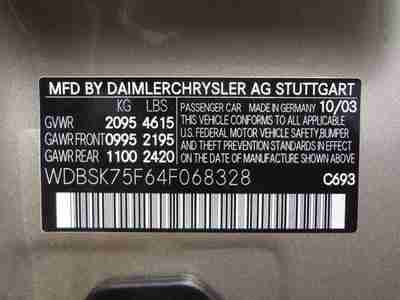 MFD BY DAIMLERCHRYSLER AG STUTTGART
KG LBS PASSENGER CAR MADE IN GERMANY 10/03
GVWR 2095 4615 THIS VEHICLE CONFORMS TO ALL APPLICABLE
GAWR FRONT 0995 2195 U.S. FEDERAL MOTOR VEHICLE SAFETY, BUMPER
GAWR REAR 1100 2420 AND THEFT PREVENTION STANDARDS IN EFFECT
ON THE DATE OF MANUFACTURE SHOWN ABOVE.
WDBSK75F64F068328 C693